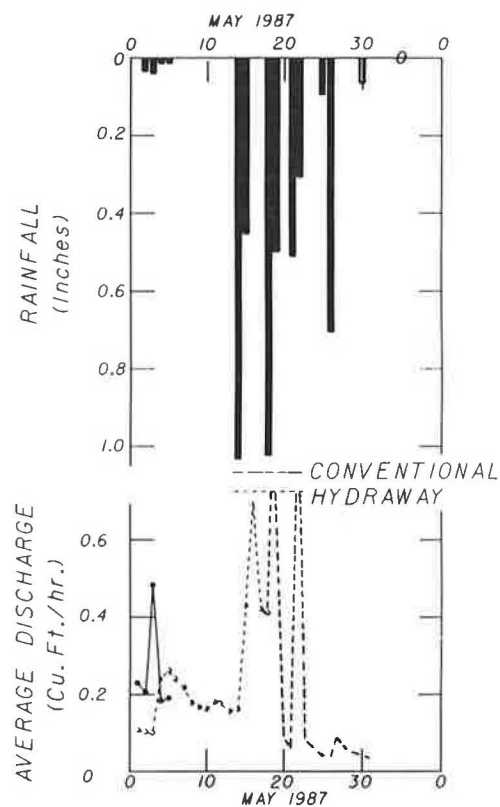 MAY 1987
0 10 20 30 0
0 0
0.2
0.4
0.6
0.8
1.0
RAINFALL
(Inches)
CONVENTIONAL
HYDRAWAY
AVERAGE DISCHARGE
(Cu. Ft./hr.)
0.6
0.4
0.2
0
0 10 20 30 0
MAY 1987